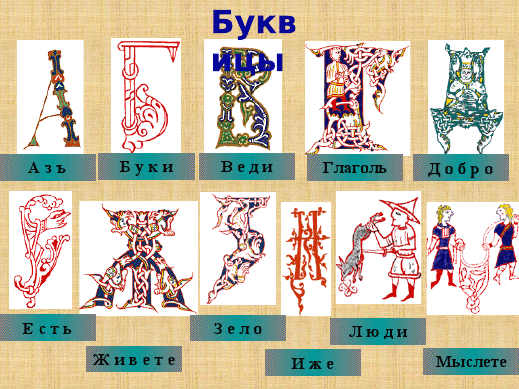 Букв
ицы
Азъ Буки Веди Глаголь Добро
Есть Зело Люди
Живете Иже Мыслете